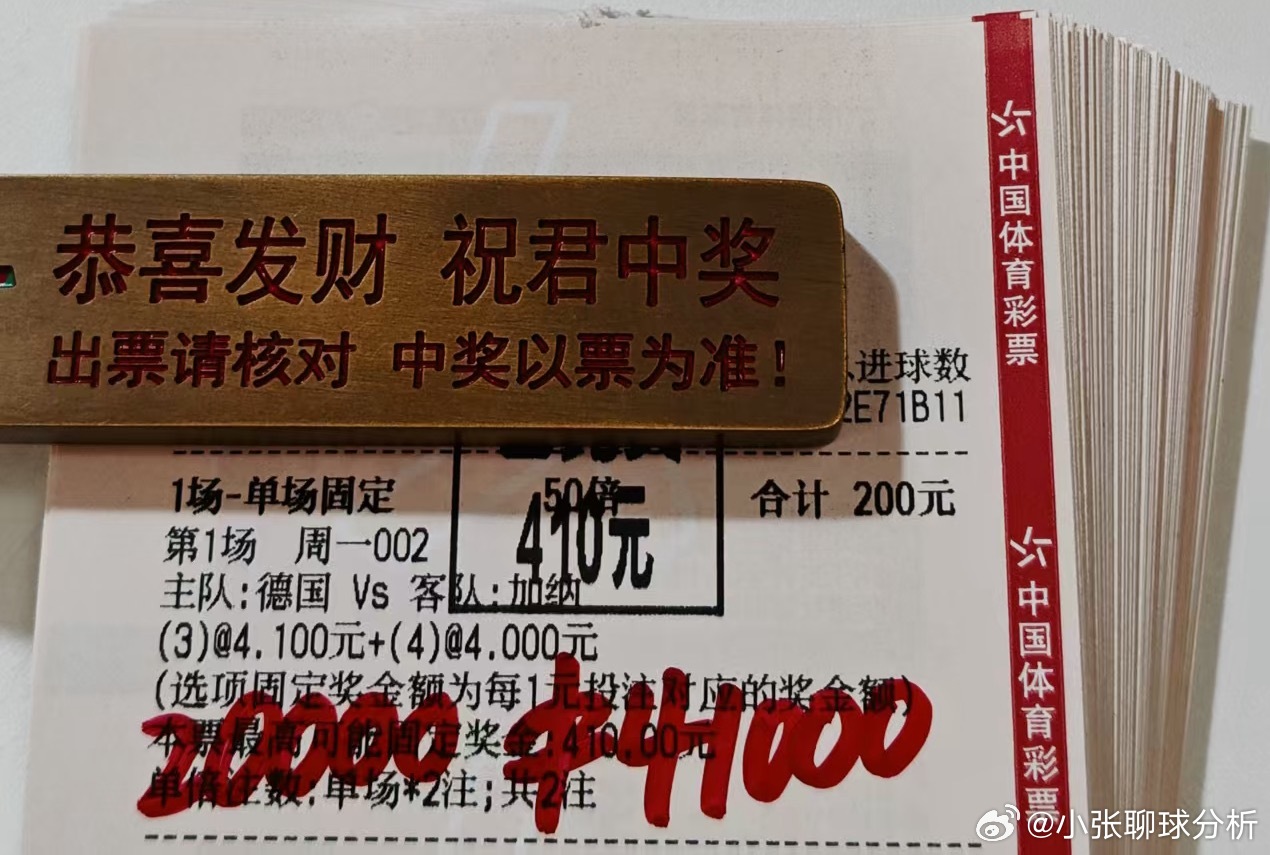 恭喜发财 祝君中奖
出票请核对 中奖以票为准!
进球数
2E71B11
1场-单场固定 50倍 合计 200元
410元
第1场 周一002
主队:德国 Vs 客队:加纳
(3)@4.100元+(4)@4.000元
(选项固定奖金额为每1元投注对应的奖金额)
本票最高可能固定奖金:410.00元
20000中41000
单倍注数:单场*2注;共2注
中国体育彩票
中国体育彩票
@小张聊球分析